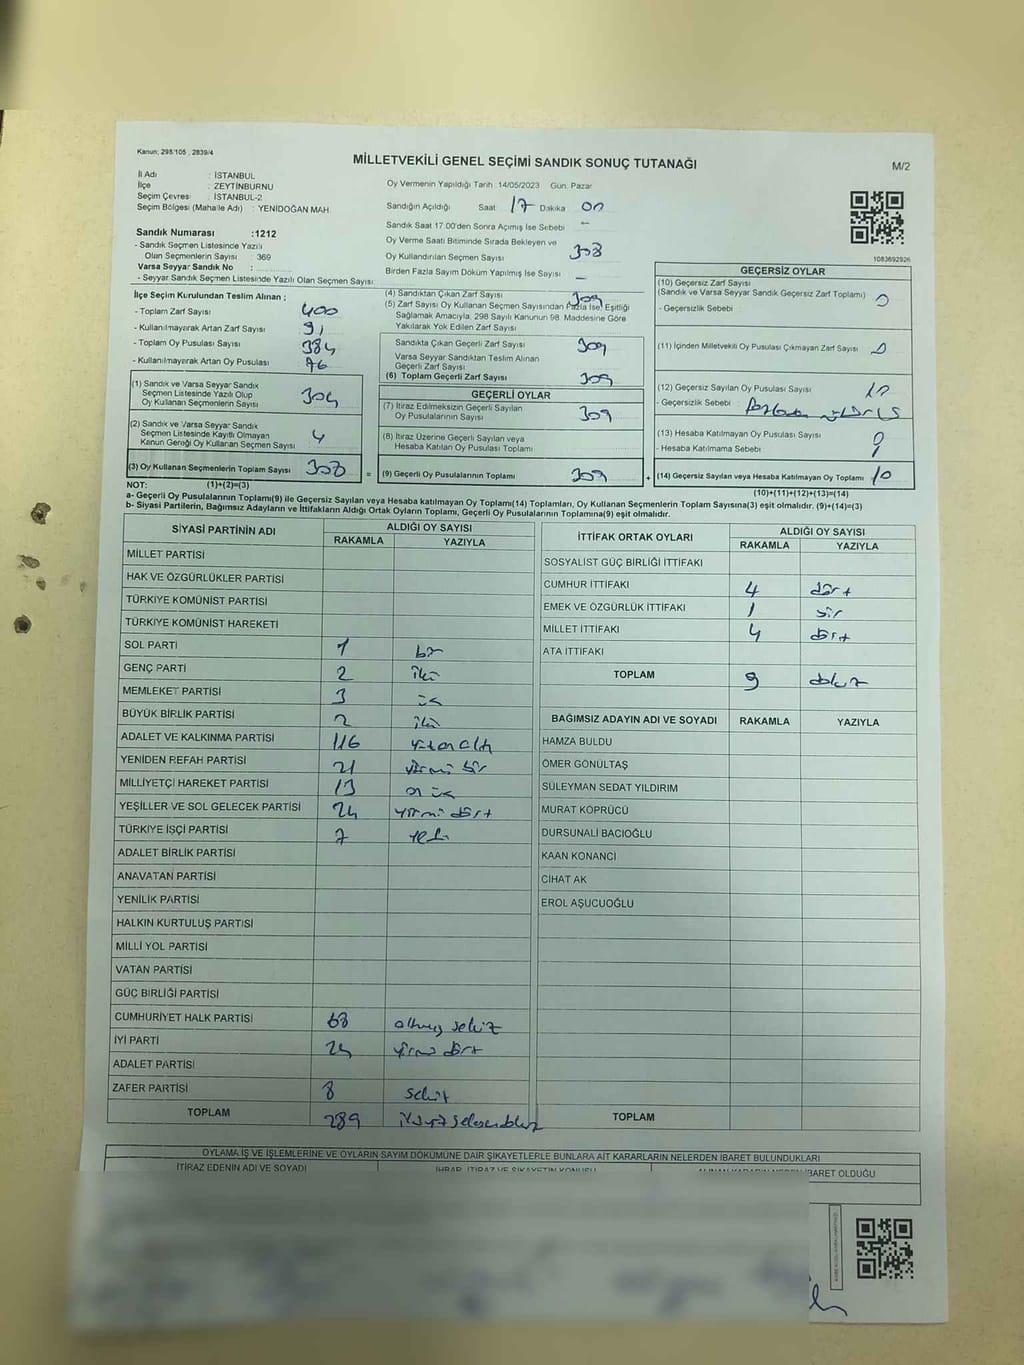 Kanun; 298/105 , 2839/4
MİLLETVEKİLİ GENEL SEÇİMİ SANDIK SONUÇ TUTANAĞI
M/2
İl Adı : İSTANBUL
İlçe : ZEYTİNBURNU
Seçim Çevresi : İSTANBUL-2
Seçim Bölgesi (Mahalle Adı) : YENİDOĞAN MAH.
Oy Vermenin Yapıldığı Tarih :14/05/2023 Gün: Pazar
Sandığın Açıldığı Saat 17 Dakika 00
Sandık Saat 17.00'den Sonra Açılmış İse Sebebi -
Oy Verme Saati Bitiminde Sırada Bekleyen ve
Oy Kullandırılan Seçmen Sayısı 308
Birden Fazla Sayım Döküm Yapılmış İse Sayısı -
1083692926
Sandık Numarası :1212
- Sandık Seçmen Listesinde Yazılı
Olan Seçmenlerin Sayısı : 369
Varsa Seyyar Sandık No :
- Seyyar Sandık Seçmen Listesinde Yazılı Olan Seçmen Sayısı:
İlçe Seçim Kurulundan Teslim Alınan ;
- Toplam Zarf Sayısı 400
- Kullanılmayarak Artan Zarf Sayısı 91
- Toplam Oy Pusulası Sayısı 384
- Kullanılmayarak Artan Oy Pusulası 76
(1) Sandık ve Varsa Seyyar Sandık
Seçmen Listesinde Yazılı Olup
Oy Kullanan Seçmenlerin Sayısı 304
(2) Sandık ve Varsa Seyyar Sandık
Seçmen Listesinde Kayıtlı Olmayan
Kanun Gereği Oy Kullanan Seçmen Sayısı 4
(3) Oy Kullanan Seçmenlerin Toplam Sayısı 308 =
(4) Sandıktan Çıkan Zarf Sayısı 309
(5) Zarf Sayısı Oy Kullanan Seçmen Sayısından Fazla İse, Eşitliği
Sağlamak Amacıyla, 298 Sayılı Kanunun 98. Maddesine Göre
Yakılarak Yok Edilen Zarf Sayısı
Sandıkta Çıkan Geçerli Zarf Sayısı 309
Varsa Seyyar Sandıktan Teslim Alınan
Geçerli Zarf Sayısı
(6) Toplam Geçerli Zarf Sayısı 309
GEÇERLİ OYLAR
(7) İtiraz Edilmeksizin Geçerli Sayılan
Oy Pusulalarının Sayısı 309
(8) İtiraz Üzerine Geçerli Sayılan veya
Hesaba Katılan Oy Pusulaları Toplamı
(9) Geçerli Oy Pusulalarının Toplamı 309 +
GEÇERSİZ OYLAR
(10) Geçersiz Zarf Sayısı
(Sandık ve Varsa Seyyar Sandık Geçersiz Zarf Toplamı) 0
- Geçersizlik Sebebi
(11) İçinden Milletvekili Oy Pusulası Çıkmayan Zarf Sayısı 0
(12) Geçersiz Sayılan Oy Pusulası Sayısı 10
- Geçersizlik Sebebi :
(13) Hesaba Katılmayan Oy Pusulası Sayısı 0
- Hesaba Katılmama Sebebi
(14) Geçersiz Sayılan veya Hesaba Katılmayan Oy Toplamı 10
NOT: (1)+(2)=(3)
(10)+(11)+(12)+(13)=(14)
a- Geçerli Oy Pusulalarının Toplamı(9) ile Geçersiz Sayılan veya Hesaba katılmayan Oy Toplamı(14) Toplamları, Oy Kullanan Seçmenlerin Toplam Sayısına(3) eşit olmalıdır. (9)+(14)=(3)
b- Siyasi Partilerin, Bağımsız Adayların ve İttifakların Aldığı Ortak Oyların Toplamı, Geçerli Oy Pusulalarının Toplamına(9) eşit olmalıdır.
SİYASİ PARTİNİN ADI ALDIĞI OY SAYISI
RAKAMLA YAZIYLA
MİLLET PARTİSİ
HAK VE ÖZGÜRLÜKLER PARTİSİ
TÜRKİYE KOMÜNİST PARTİSİ
TÜRKİYE KOMÜNİST HAREKETİ
SOL PARTİ 1 bir
GENÇ PARTİ 2 iki
MEMLEKET PARTİSİ 3 üç
BÜYÜK BİRLİK PARTİSİ 2 iki
ADALET VE KALKINMA PARTİSİ 116 yüzonaltı
YENİDEN REFAH PARTİSİ 21 yirmi bir
MİLLİYETÇİ HAREKET PARTİSİ 13 on üç
YEŞİLLER VE SOL GELECEK PARTİSİ 24 yirmi dört
TÜRKİYE İŞÇİ PARTİSİ 7 yedi
ADALET BİRLİK PARTİSİ
ANAVATAN PARTİSİ
YENİLİK PARTİSİ
HALKIN KURTULUŞ PARTİSİ
MİLLİ YOL PARTİSİ
VATAN PARTİSİ
GÜÇ BİRLİĞİ PARTİSİ
CUMHURİYET HALK PARTİSİ 68 altmış sekiz
İYİ PARTİ 24 yirmi dört
ADALET PARTİSİ
ZAFER PARTİSİ 8 sekiz
TOPLAM 289 ikiyüzseksendokuz
İTTİFAK ORTAK OYLARI ALDIĞI OY SAYISI
RAKAMLA YAZIYLA
SOSYALİST GÜÇ BİRLİĞİ İTTİFAKI
CUMHUR İTTİFAKI 4 dört
EMEK VE ÖZGÜRLÜK İTTİFAKI 1 bir
MİLLET İTTİFAKI 4 dört
ATA İTTİFAKI
TOPLAM 9 dokuz
BAĞIMSIZ ADAYIN ADI VE SOYADI RAKAMLA YAZIYLA
HAMZA BULDU
ÖMER GÖNÜLTAŞ
SÜLEYMAN SEDAT YILDIRIM
MURAT KÖPRÜCÜ
DURSUNALİ BACIOĞLU
KAAN KONANCİ
CİHAT AK
EROL AŞUCUOĞLU
TOPLAM
OYLAMA İŞ VE İŞLEMLERİNE VE OYLARIN SAYIM DÖKÜMÜNE DAİR ŞİKAYETLERLE BUNLARA AİT KARARLARIN NELERDEN İBARET BULUNDUKLARI
İTİRAZ EDENİN ADI VE SOYADI İHBAR, İTİRAZ VE ŞİKAYETİN KONUSU İBARET OLDUĞU